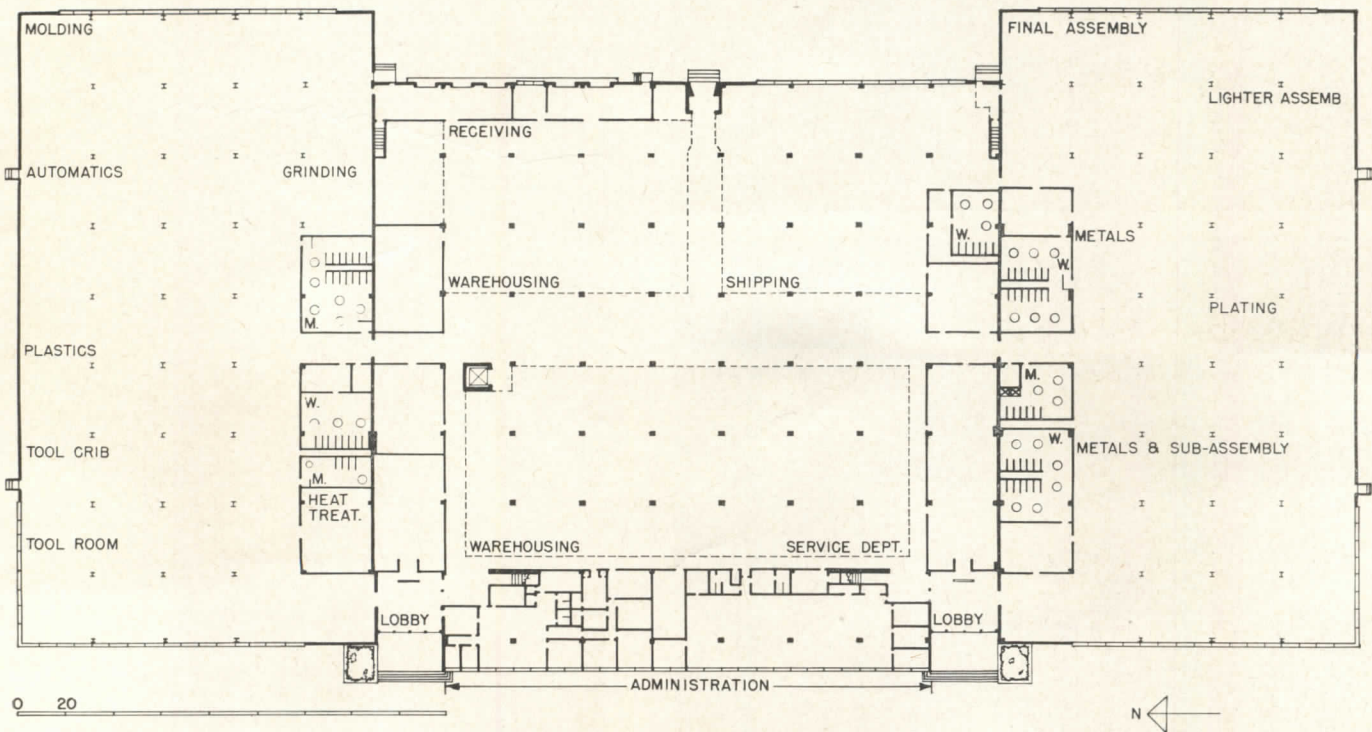 MOLDING
FINAL ASSEMBLY
LIGHTER ASSEMB
RECEIVING
AUTOMATICS
GRINDING
W.
METALS
W.
WAREHOUSING
SHIPPING
M.
PLATING
PLASTICS
M.
W.
TOOL CRIB
W.
METALS & SUB-ASSEMBLY
M.
HEAT
TREAT.
TOOL ROOM
WAREHOUSING
SERVICE DEPT.
LOBBY
LOBBY
ADMINISTRATION
0 20
N